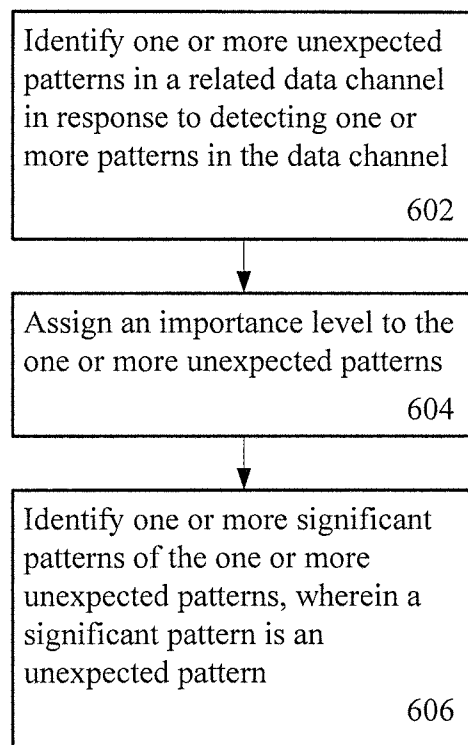 Identify one or more unexpected
patterns in a related data channel
in response to detecting one or
more patterns in the data channel
602
Assign an importance level to the
one or more unexpected patterns
604
Identify one or more significant
patterns of the one or more
unexpected patterns, wherein a
significant pattern is an
unexpected pattern
606